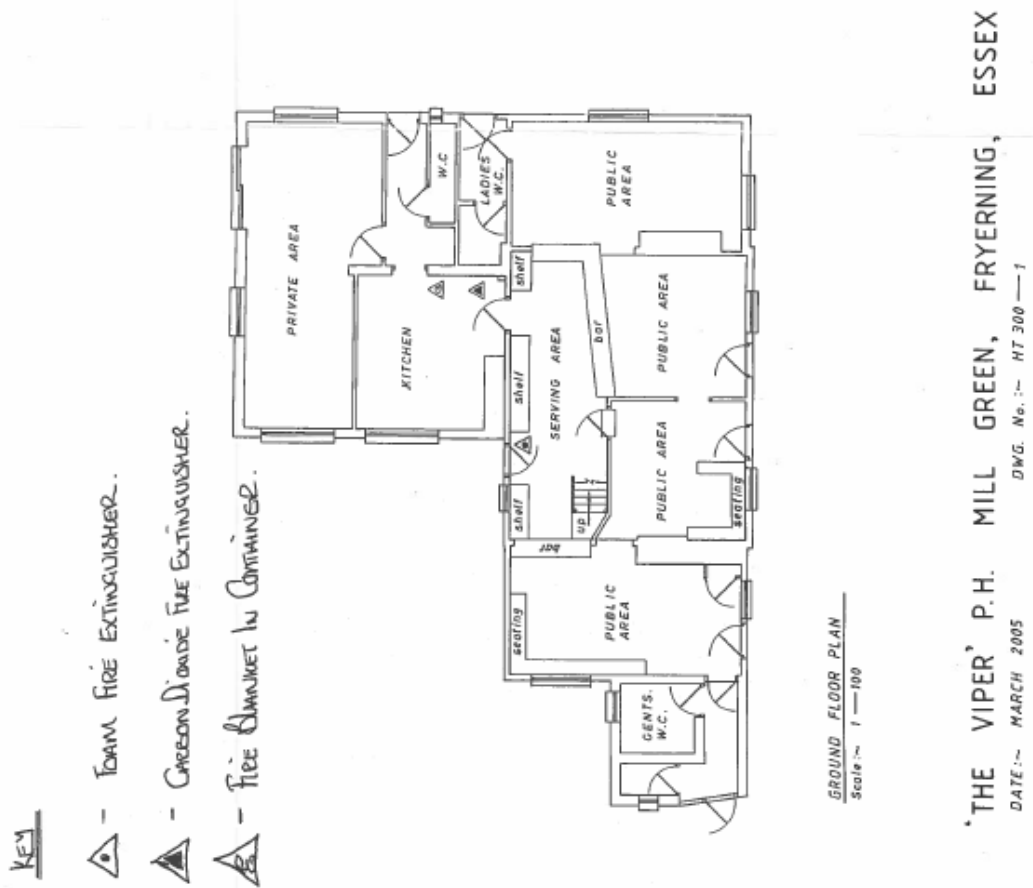 KEY
- FOAM FIRE EXTINGUISHER.
- CARBON DIOXIDE FIRE EXTINGUISHER.
- FIRE BLANKET IN CONTAINER.
PRIVATE AREA
W.C
LADIES
W.C.
KITCHEN
shelf
shelf
shelf
SERVING AREA
bar
up
bar
PUBLIC
AREA
PUBLIC AREA
PUBLIC AREA
seating
PUBLIC
AREA
seating
GENTS.
W.C.
GROUND FLOOR PLAN
Scale :~ 1 — 100
'THE VIPER' P.H. MILL GREEN, FRYERNING, ESSEX
DATE :~ MARCH 2005
DWG. No. :~ HT 300 — 1